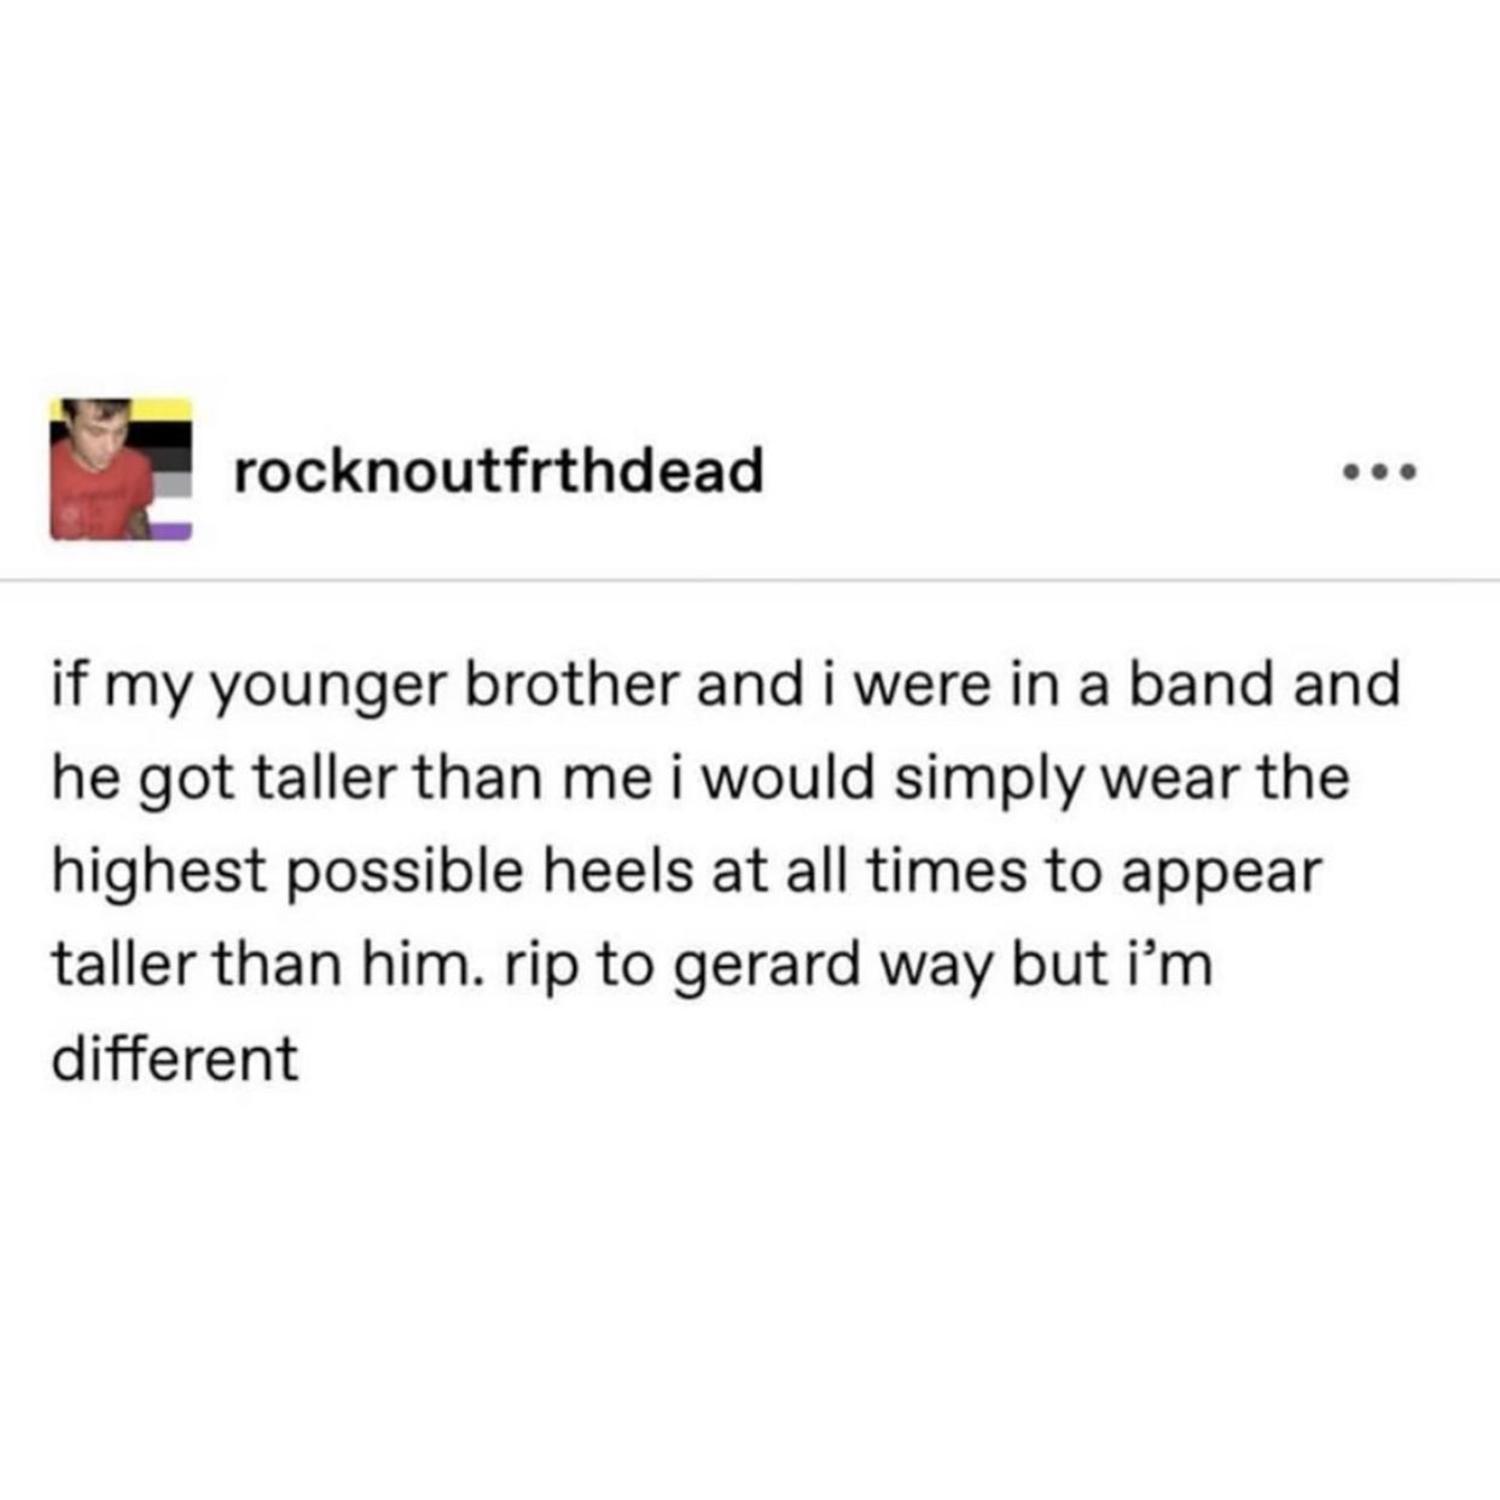 rocknoutfrthdead
if my younger brother and i were in a band and
he got taller than me i would simply wear the
highest possible heels at all times to appear
taller than him. rip to gerard way but i’m
different